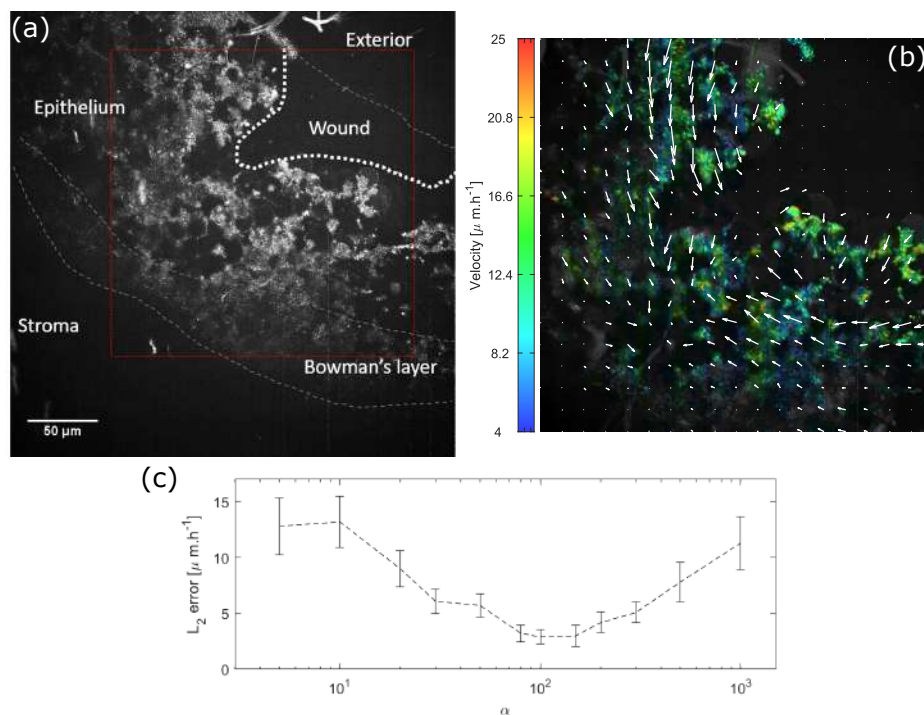 (a)
Exterior
Epithelium
Wound
Stroma
Bowman's layer
50 μm
(b)
25
20.8
16.6
12.4
8.2
4
Velocity [μ m.h⁻¹]
(c)
15
10
5
0
L₂ error [μ m.h⁻¹]
10¹
10²
10³
α